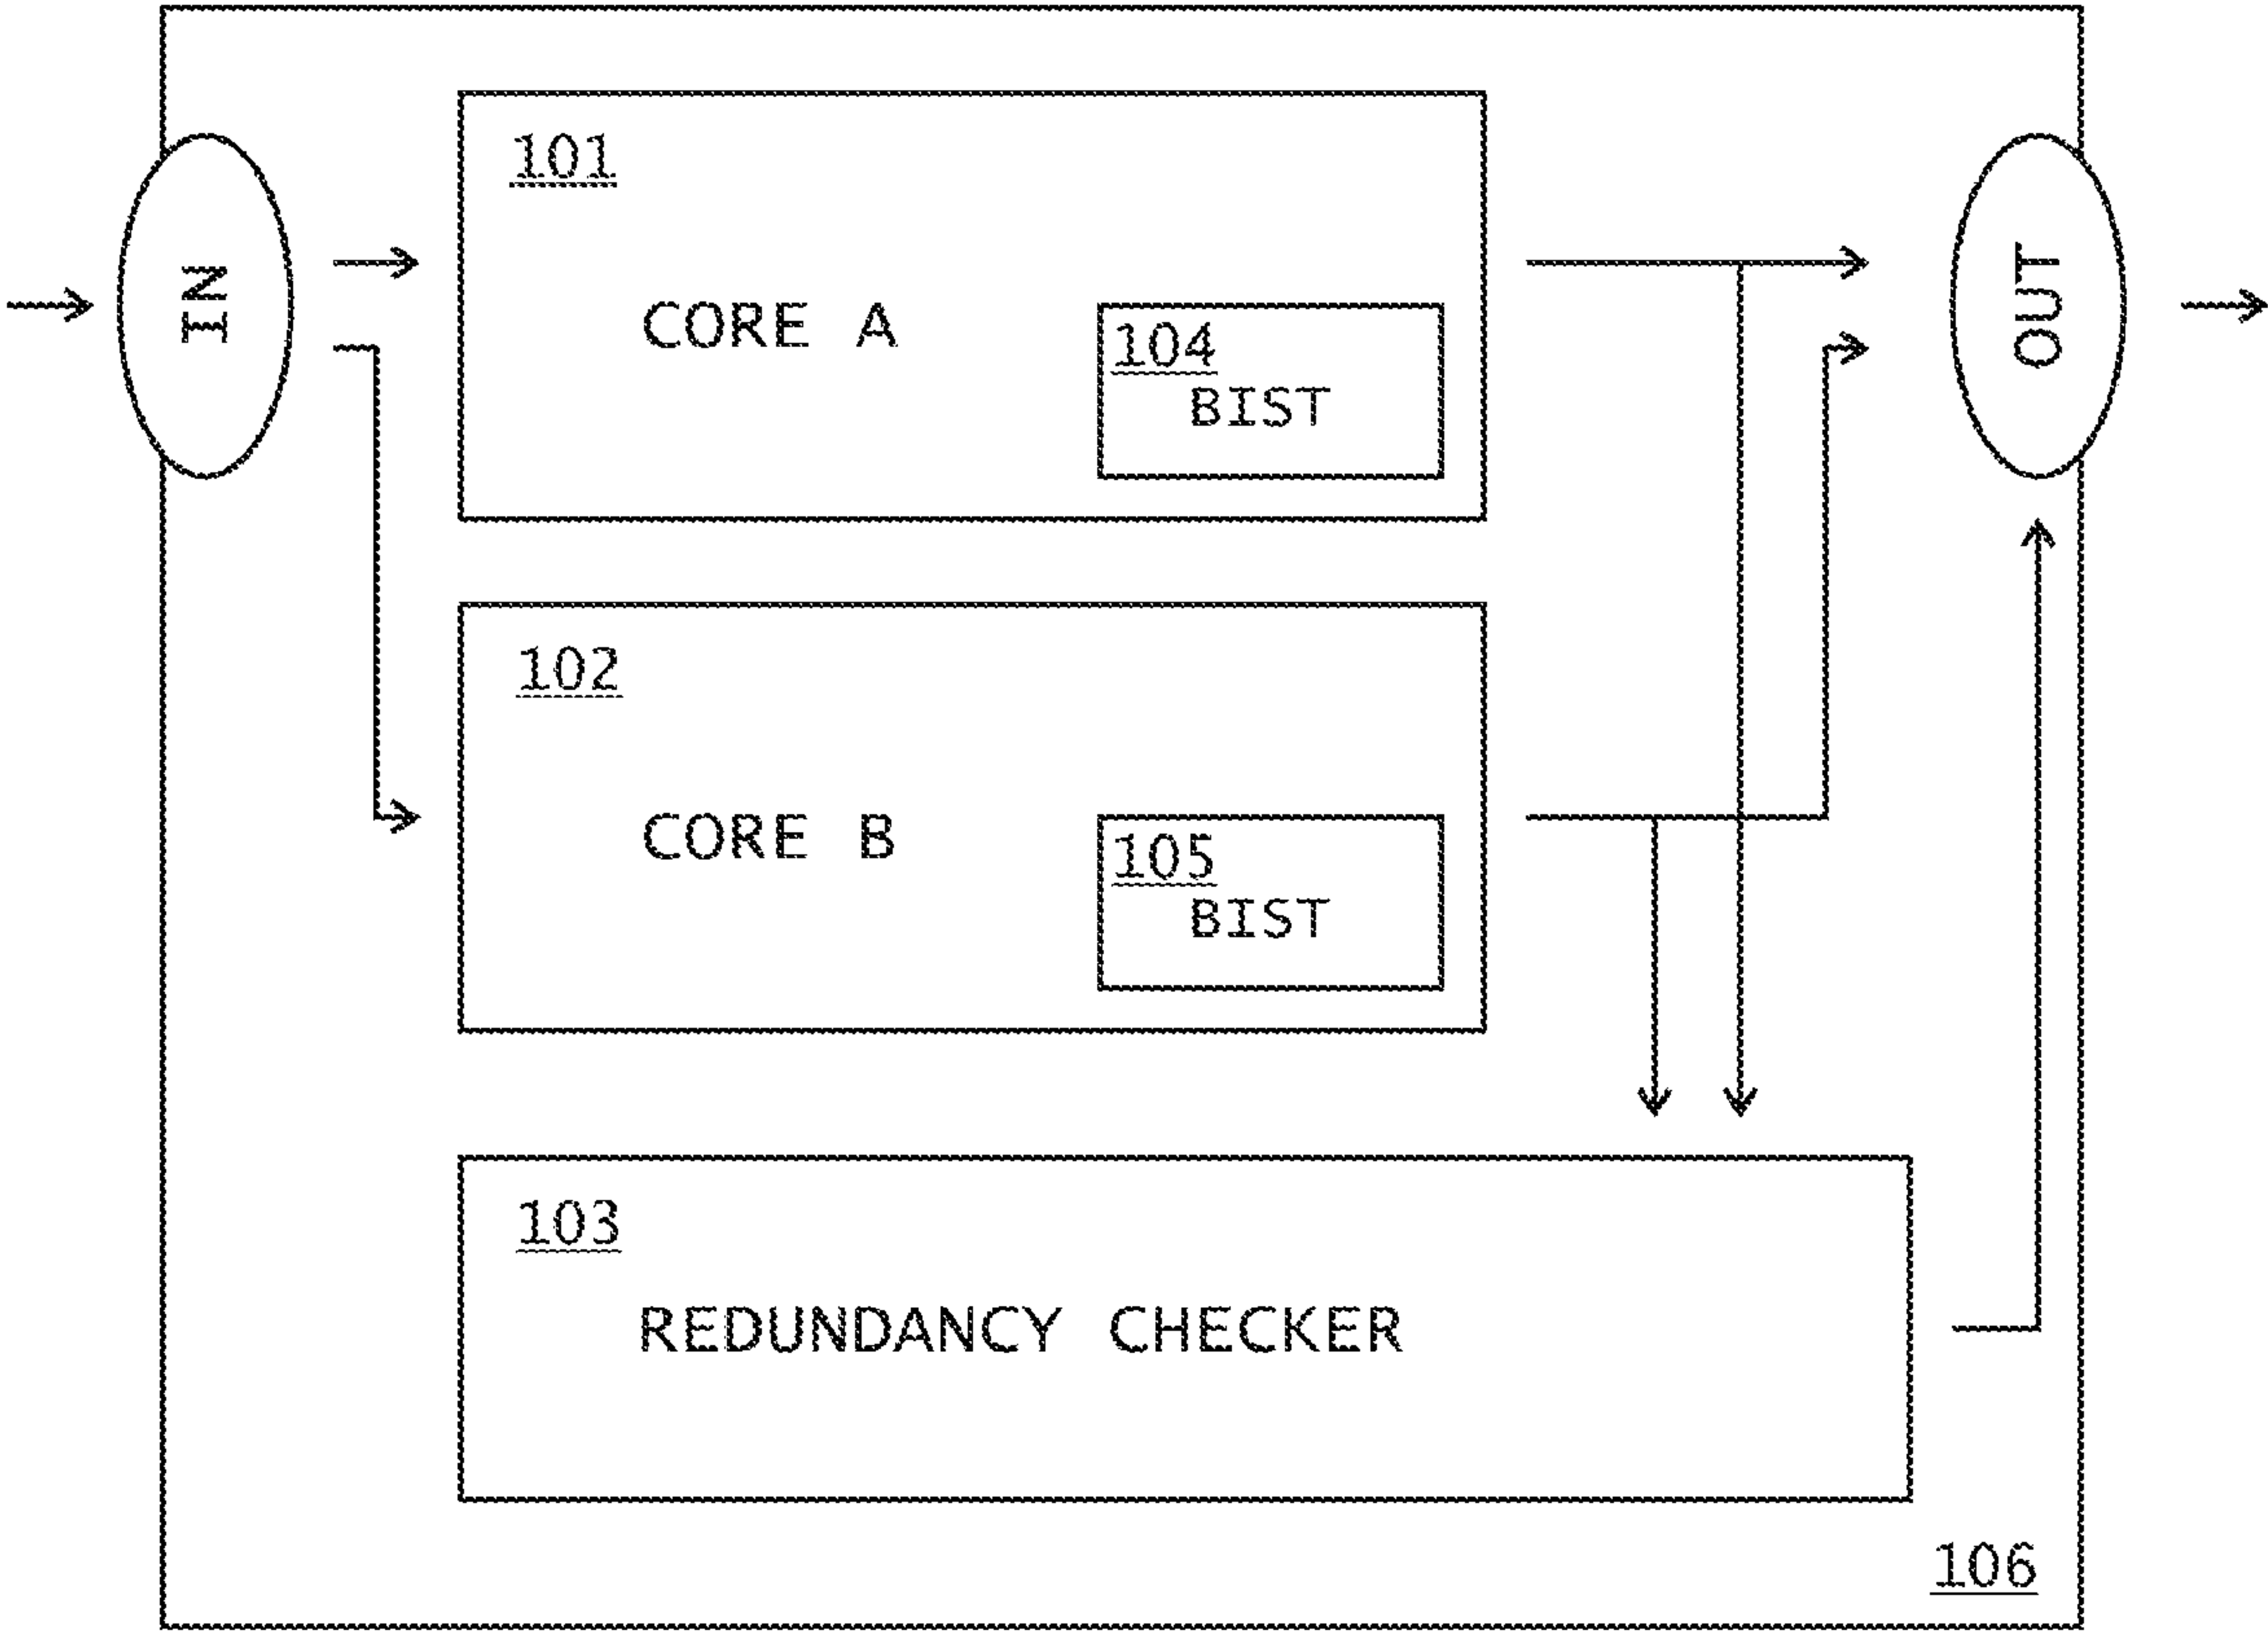 IN
101
CORE A
104
BIST
OUT
102
CORE B
105
BIST
103
REDUNDANCY CHECKER
106